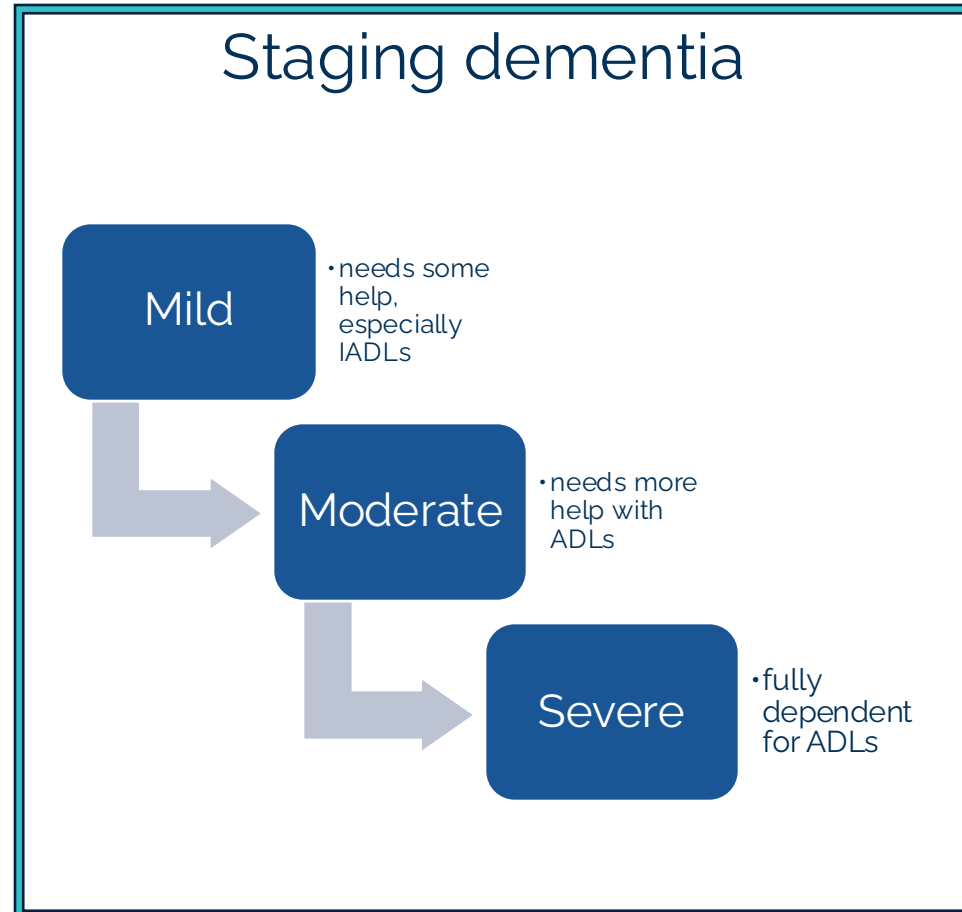 Staging dementia
Mild
•needs some
help,
especially
IADLs
Moderate
•needs more
help with
ADLs
Severe
•fully
dependent
for ADLs